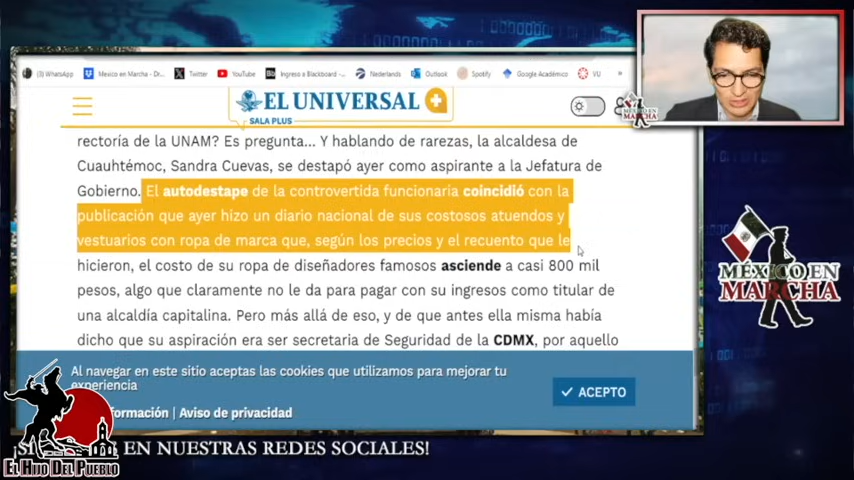 (3) WhatsApp
Mexico en Marcha - Dr...
Twitter
YouTube
Ingreso a Blackboard -...
Nederlands
Outlook
Spotify
Google Académico
VU
»
EL UNIVERSAL
SALA PLUS
rectoría de la UNAM? Es pregunta... Y hablando de rarezas, la alcaldesa de
Cuauhtémoc, Sandra Cuevas, se destapó ayer como aspirante a la Jefatura de
Gobierno. El autodestape de la controvertida funcionaria coincidió con la
publicación que ayer hizo un diario nacional de sus costosos atuendos y
vestuarios con ropa de marca que, según los precios y el recuento que le
hicieron, el costo de su ropa de diseñadores famosos asciende a casi 800 mil
pesos, algo que claramente no le da para pagar con su ingresos como titular de
una alcaldía capitalina. Pero más allá de eso, y de que antes ella misma había
dicho que su aspiración era ser secretaria de Seguridad de la CDMX, por aquello
Al navegar en este sitio aceptas las cookies que utilizamos para mejorar tu
experiencia
ACEPTO
formación | Aviso de privacidad
MÉXICO EN
MARCHA
MÉXICO EN
MARCHA
EN NUESTRAS REDES SOCIALES!
EL HIJO DEL PUEBLO